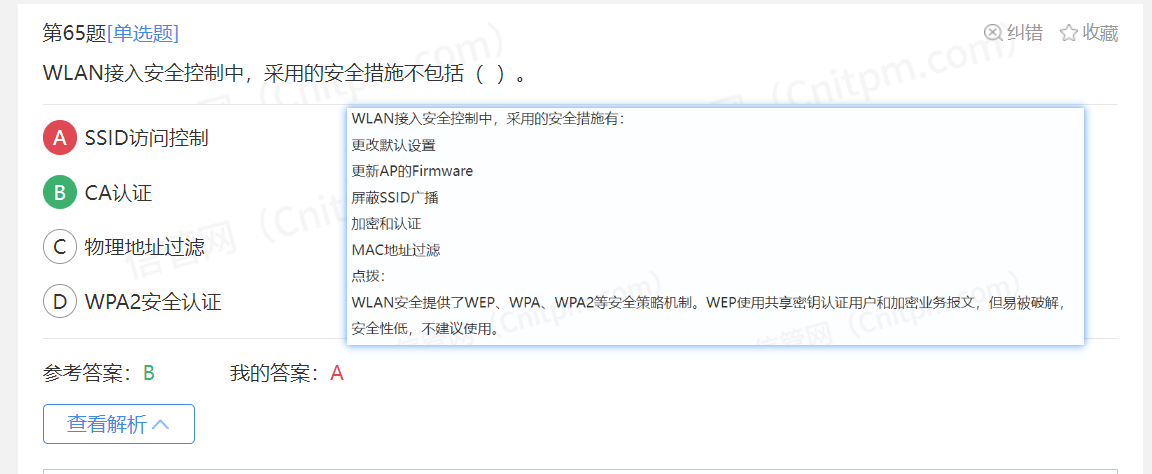 第65题[单选题]
纠错 收藏
WLAN接入安全控制中，采用的安全措施不包括（ ）。
A SSID访问控制
B CA认证
C 物理地址过滤
D WPA2安全认证
WLAN接入安全控制中，采用的安全措施有：
更改默认设置
更新AP的Firmware
屏蔽SSID广播
加密和认证
MAC地址过滤
点拨：
WLAN安全提供了WEP、WPA、WPA2等安全策略机制。WEP使用共享密钥认证用户和加密业务报文，但易被破解，
安全性低，不建议使用。
参考答案：B 我的答案：A
查看解析
信管网（Cnitpm.com）